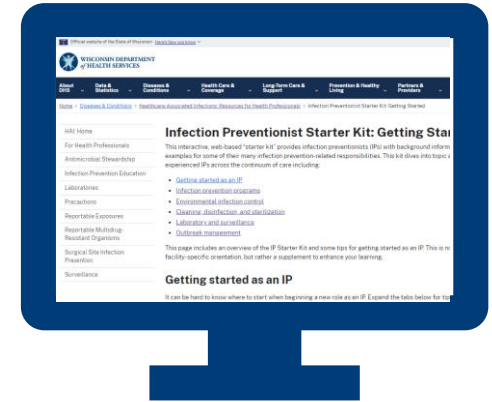 Official website of the State of Wisconsin Here's how you know
WISCONSIN DEPARTMENT
of HEALTH SERVICES
About DHS Data & Statistics Diseases & Conditions Health Care & Coverage Long-Term Care & Support Prevention & Healthy Living Partners & Providers
Home › Diseases & Conditions › Healthcare-Associated Infections: Resources for Health Professionals › Infection Preventionist Starter Kit: Getting Started
HAI: Home
For Health Professionals
Antimicrobial Stewardship
Infection Prevention Education
Laboratories
Precautions
Reportable Exposures
Reportable Multidrug-
Resistant Organisms
Surgical Site Infection
Prevention
Surveillance
Infection Preventionist Starter Kit: Getting Star
This interactive, web-based "starter kit" provides infection preventionists (IPs) with background inform
examples for some of their many infection prevention-related responsibilities. This kit dives into topic a
experienced IPs across the continuum of care including:
• Getting started as an IP
• Infection prevention programs
• Environmental infection control
• Cleaning, disinfection, and sterilization
• Laboratory and surveillance
• Outbreak management
This page includes an overview of the IP Starter Kit and some tips for getting started as an IP. This is no
facility-specific orientation, but rather a supplement to enhance your learning.
Getting started as an IP
It can be hard to know where to start when beginning a new role as an IP. Expand the tabs below for tip